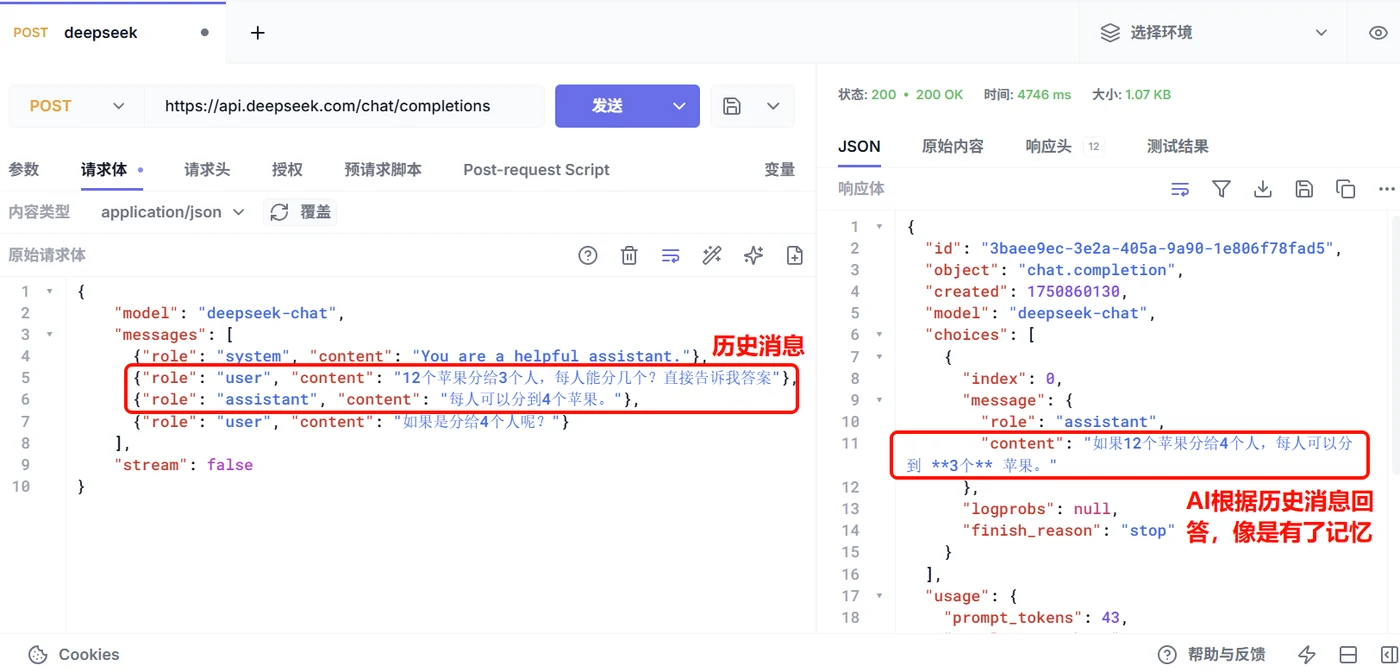 POST deepseek
选择环境
POST https://api.deepseek.com/chat/completions 发送
参数 请求体 请求头 授权 预请求脚本 Post-request Script 变量
内容类型 application/json 覆盖
原始请求体
1 {
2 "model": "deepseek-chat",
3 "messages": [
4 {"role": "system", "content": "You are a helpful assistant."},
5 {"role": "user", "content": "12个苹果分给3个人，每人能分几个？直接告诉我答案"},
6 {"role": "assistant", "content": "每人可以分到4个苹果。"},
7 {"role": "user", "content": "如果是分给4个人呢？"}
8 ],
9 "stream": false
10 }
历史消息
状态: 200 • 200 OK 时间: 4746 ms 大小: 1.07 KB
JSON 原始内容 响应头 12 测试结果
响应体
1 {
2 "id": "3baee9ec-3e2a-405a-9a90-1e806f78fad5",
3 "object": "chat.completion",
4 "created": 1750860130,
5 "model": "deepseek-chat",
6 "choices": [
7 {
8 "index": 0,
9 "message": {
10 "role": "assistant",
11 "content": "如果12个苹果分给4个人，每人可以分
到 **3个** 苹果。"
12 },
13 "logprobs": null,
14 "finish_reason": "stop"
15 }
16 ],
17 "usage": {
18 "prompt_tokens": 43,
AI根据历史消息回
答，像是有了记忆
Cookies
帮助与反馈